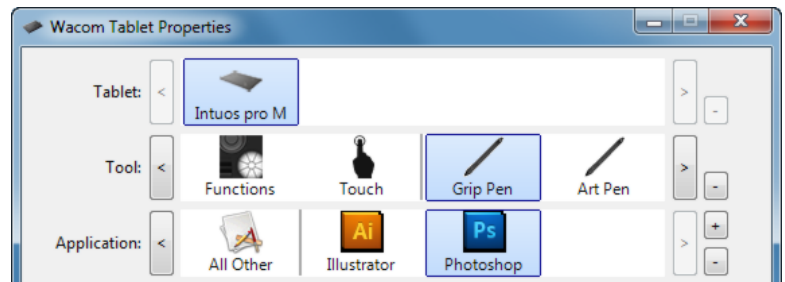 Wacom Tablet Properties
Tablet: < Intuos pro M > -
Tool: < Functions Touch Grip Pen Art Pen > -
Application: < All Other Ai Illustrator Ps Photoshop > + -